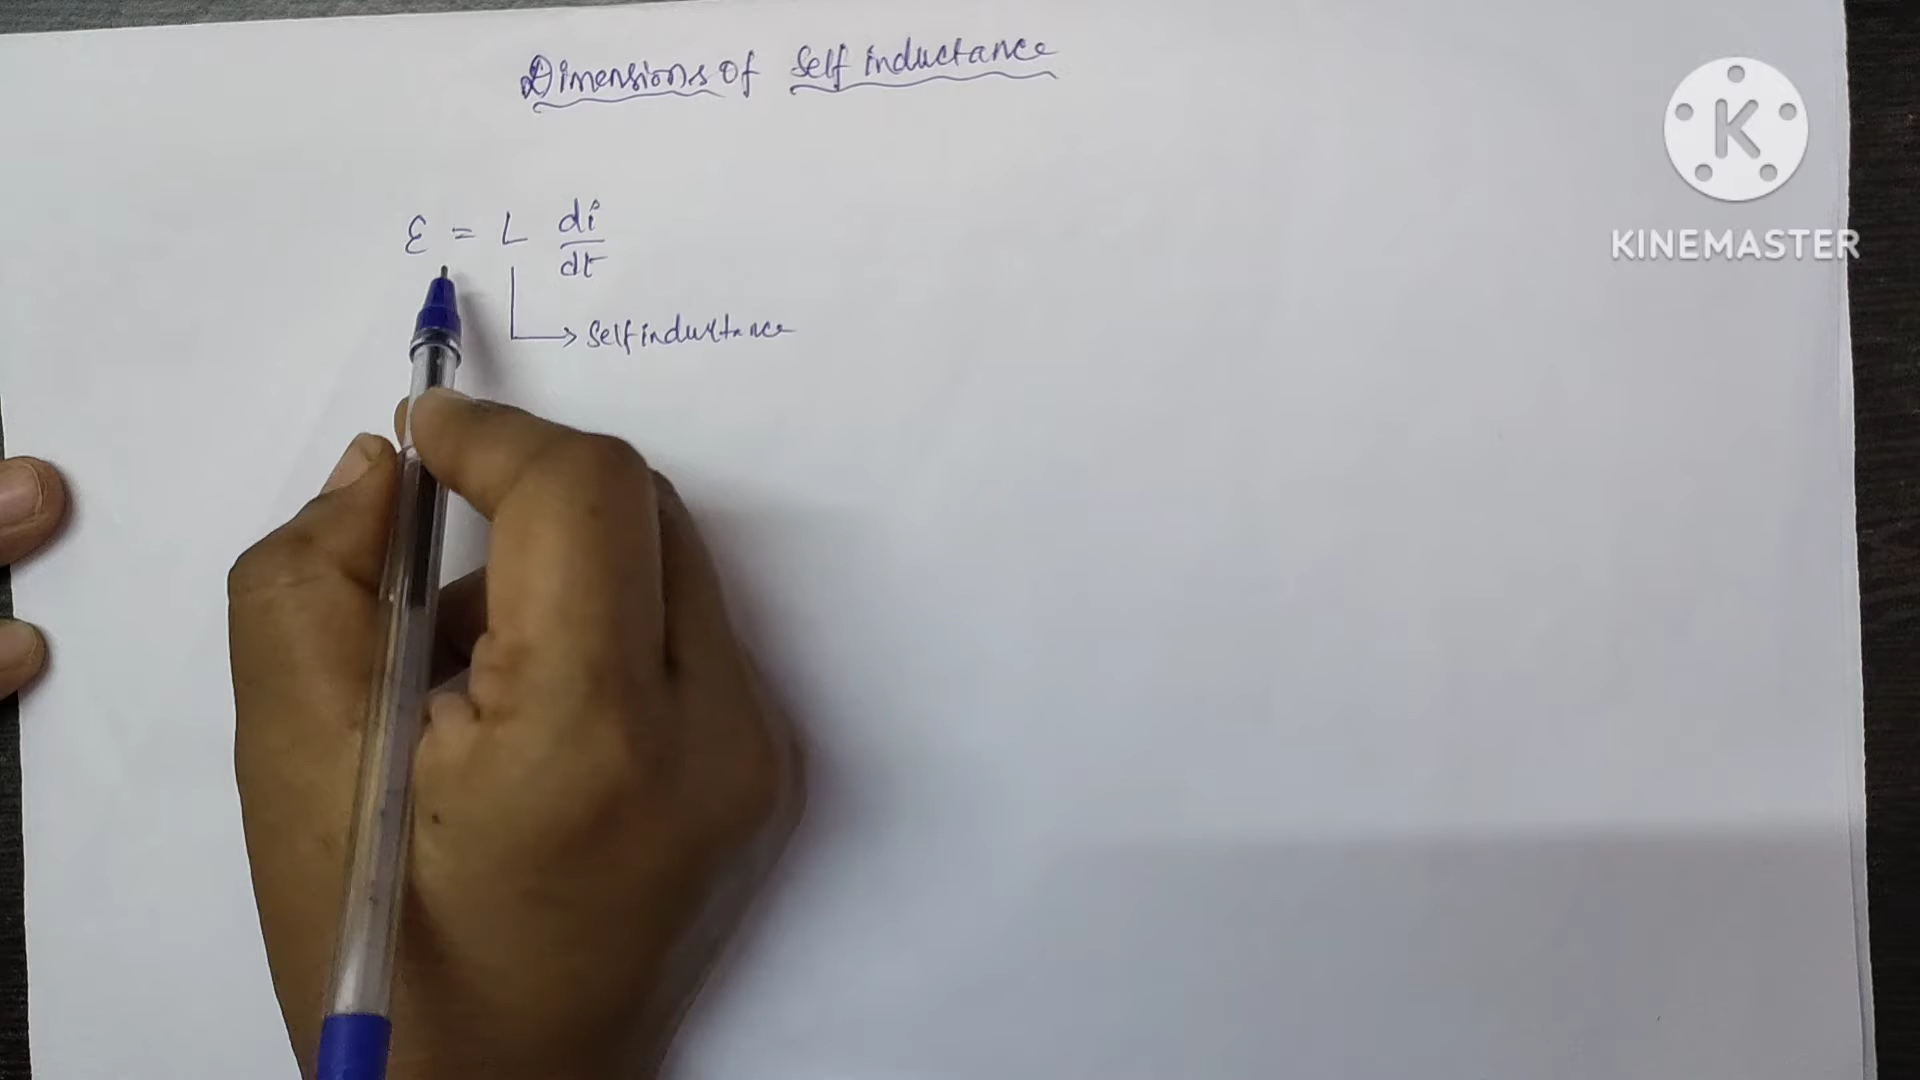 Dimensions of self inductance
ε = L di/dt
→ self inductance
K
KINEMASTER